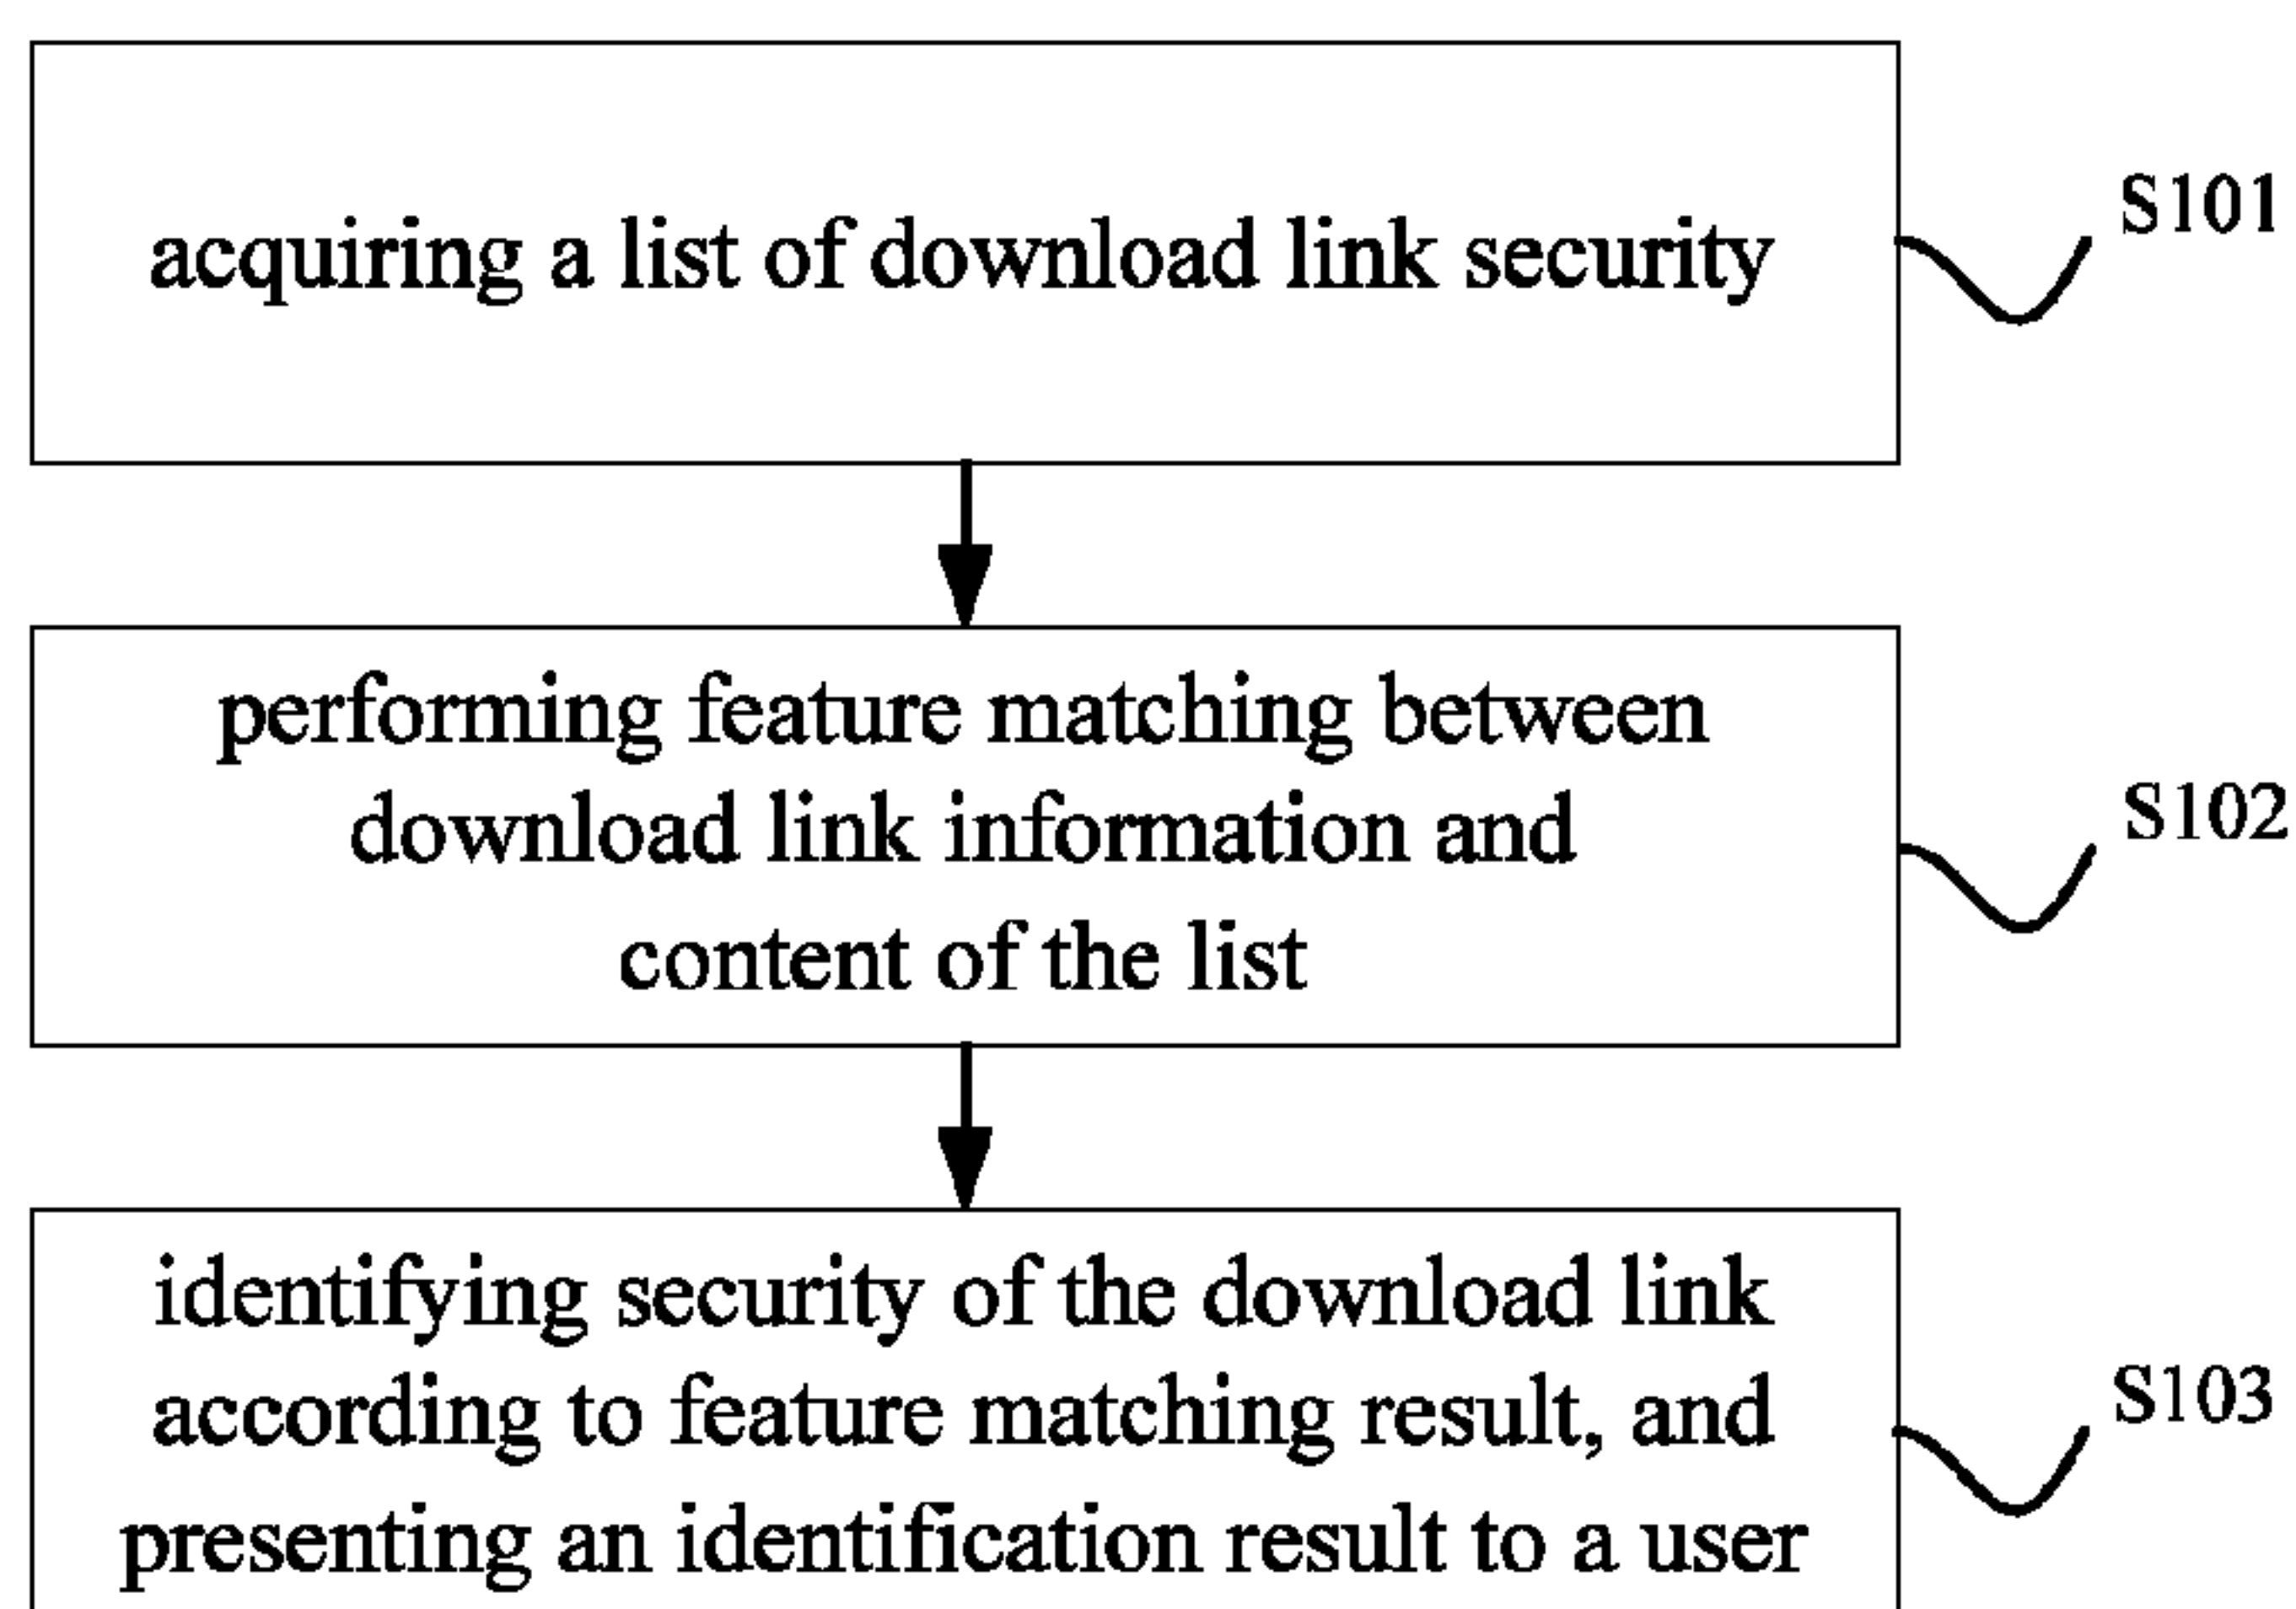 acquiring a list of download link security
S101
performing feature matching between
download link information and
content of the list
S102
identifying security of the download link
according to feature matching result, and
presenting an identification result to a user
S103